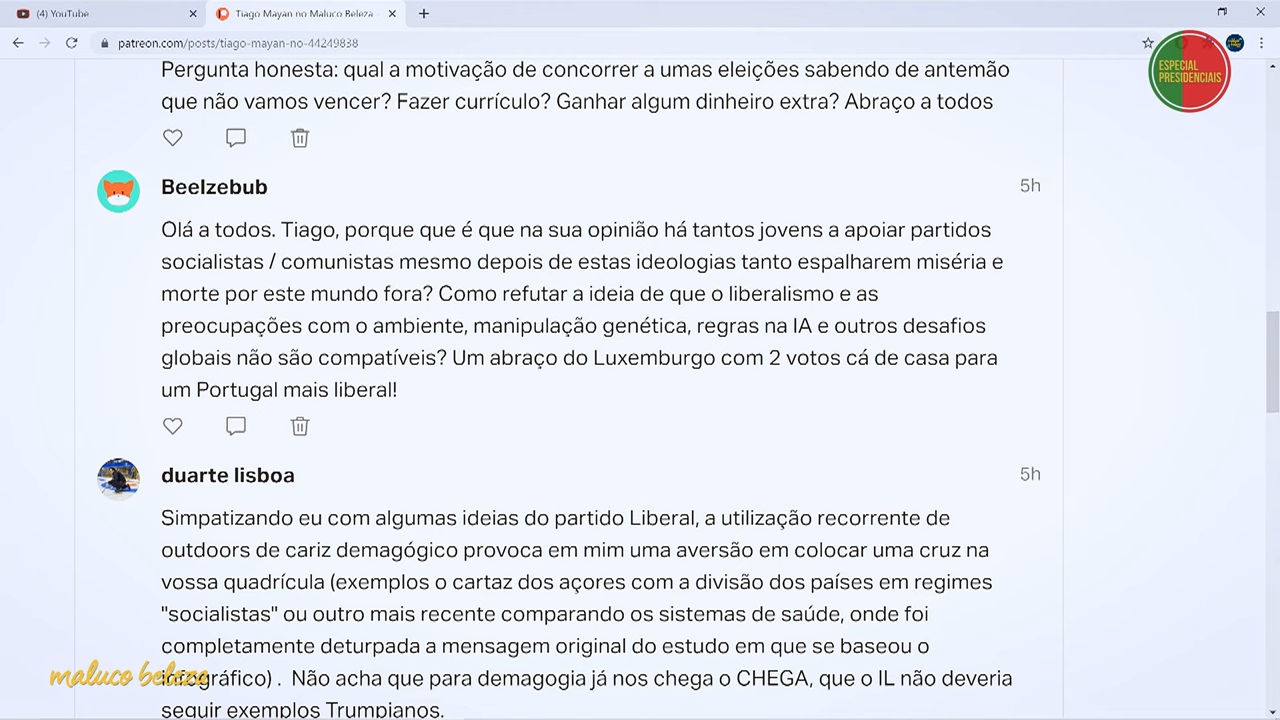 (4) YouTube
Tiago Mayan no Maluco Beleza -
patreon.com/posts/tiago-mayan-no-44249838
ESPECIAL
PRESIDENCIAIS
Pergunta honesta: qual a motivação de concorrer a umas eleições sabendo de antemão
que não vamos vencer? Fazer currículo? Ganhar algum dinheiro extra? Abraço a todos
Beelzebub
5h
Olá a todos. Tiago, porque que é que na sua opinião há tantos jovens a apoiar partidos
socialistas / comunistas mesmo depois de estas ideologias tanto espalharem miséria e
morte por este mundo fora? Como refutar a ideia de que o liberalismo e as
preocupações com o ambiente, manipulação genética, regras na IA e outros desafios
globais não são compatíveis? Um abraço do Luxemburgo com 2 votos cá de casa para
um Portugal mais liberal!
duarte lisboa
5h
Simpatizando eu com algumas ideias do partido Liberal, a utilização recorrente de
outdoors de cariz demagógico provoca em mim uma aversão em colocar uma cruz na
vossa quadrícula (exemplos o cartaz dos açores com a divisão dos países em regimes
"socialistas" ou outro mais recente comparando os sistemas de saúde, onde foi
completamente deturpada a mensagem original do estudo em que se baseou o
infográfico) . Não acha que para demagogia já nos chega o CHEGA, que o IL não deveria
seguir exemplos Trumpianos.
maluco beleza